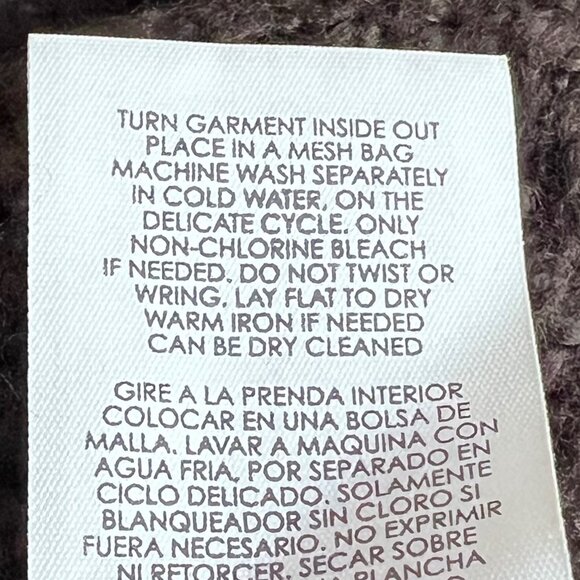 TURN GARMENT INSIDE OUT
PLACE IN A MESH BAG
MACHINE WASH SEPARATELY
IN COLD WATER, ON THE
DELICATE CYCLE. ONLY
NON-CHLORINE BLEACH
IF NEEDED. DO NOT TWIST OR
WRING. LAY FLAT TO DRY
WARM IRON IF NEEDED
CAN BE DRY CLEANED
GIRE A LA PRENDA INTERIOR
COLOCAR EN UNA BOLSA DE
MALLA. LAVAR A MAQUINA CON
AGUA FRIA, POR SEPARADO EN
CICLO DELICADO. SOLAMENTE
BLANQUEADOR SIN CLORO SI
FUERA NECESARIO. NO EXPRIMIR
NI RETORCER. SECAR SOBRE
PLANCHA